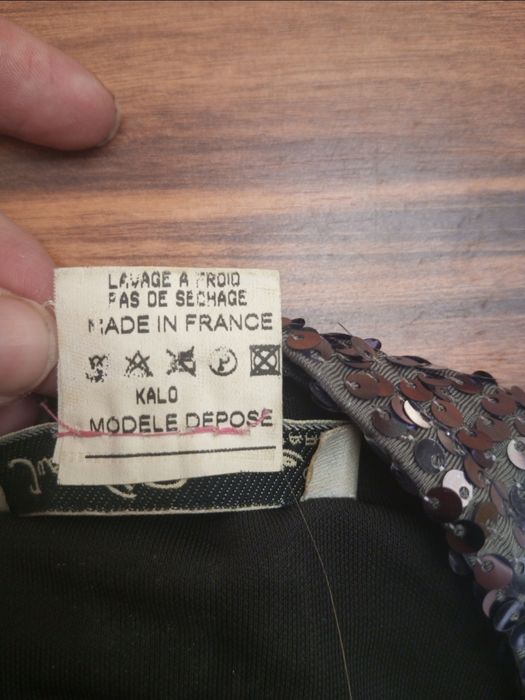 LAVAGE A FROID
PAS DE SECHAGE
MADE IN FRANCE
P
KALO
MODELE DEPOSE